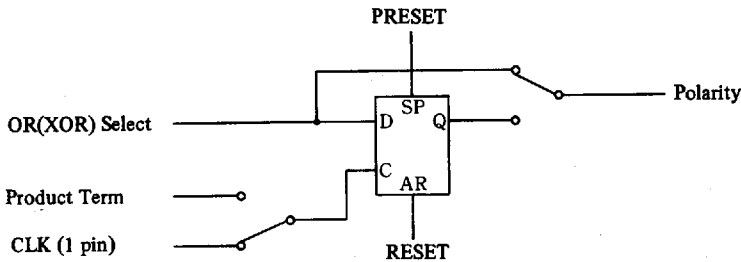 PRESET
Polarity
SP
OR(XOR) Select
D
Q
C
AR
Product Term
CLK (1 pin)
RESET